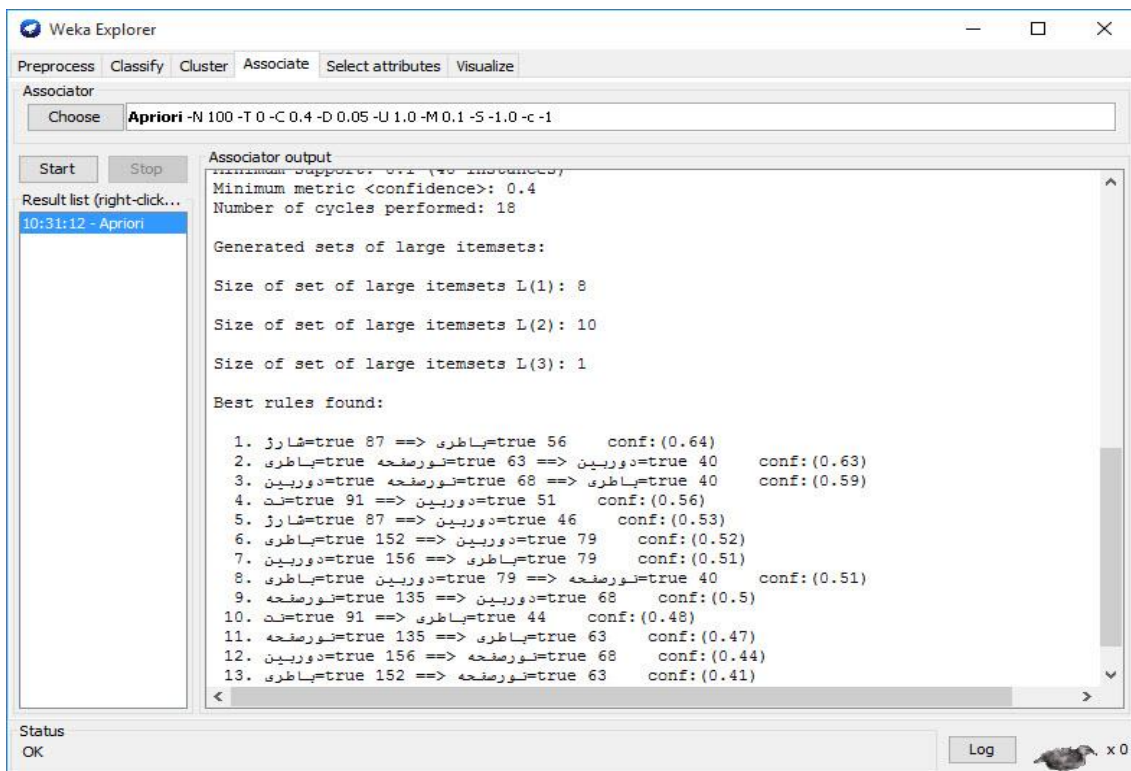 Weka Explorer
Preprocess Classify Cluster Associate Select attributes Visualize
Associator
Choose Apriori -N 100 -T 0 -C 0.4 -D 0.05 -U 1.0 -M 0.1 -S -1.0 -c -1
Start Stop
Result list (right-click...
10:31:12 - Apriori
Associator output
Minimum support: 0.1 (40 instances)
Minimum metric <confidence>: 0.4
Number of cycles performed: 18
Generated sets of large itemsets:
Size of set of large itemsets L(1): 8
Size of set of large itemsets L(2): 10
Size of set of large itemsets L(3): 1
Best rules found:
1. شارژ=true 87 ==> باطری=true 56 conf:(0.64)
2. باطری=true نورصفحه=true 63 ==> دوربین=true 40 conf:(0.63)
3. دوربین=true نورصفحه=true 68 ==> باطری=true 40 conf:(0.59)
4. نت=true 91 ==> دوربین=true 51 conf:(0.56)
5. شارژ=true 87 ==> دوربین=true 46 conf:(0.53)
6. باطری=true 152 ==> دوربین=true 79 conf:(0.52)
7. دوربین=true 156 ==> باطری=true 79 conf:(0.51)
8. باطری=true دوربین=true 79 ==> نورصفحه=true 40 conf:(0.51)
9. نورصفحه=true 135 ==> دوربین=true 68 conf:(0.5)
10. نت=true 91 ==> باطری=true 44 conf:(0.48)
11. نورصفحه=true 135 ==> باطری=true 63 conf:(0.47)
12. دوربین=true 156 ==> نورصفحه=true 68 conf:(0.44)
13. باطری=true 152 ==> نورصفحه=true 63 conf:(0.41)
Status
OK
Log
x 0